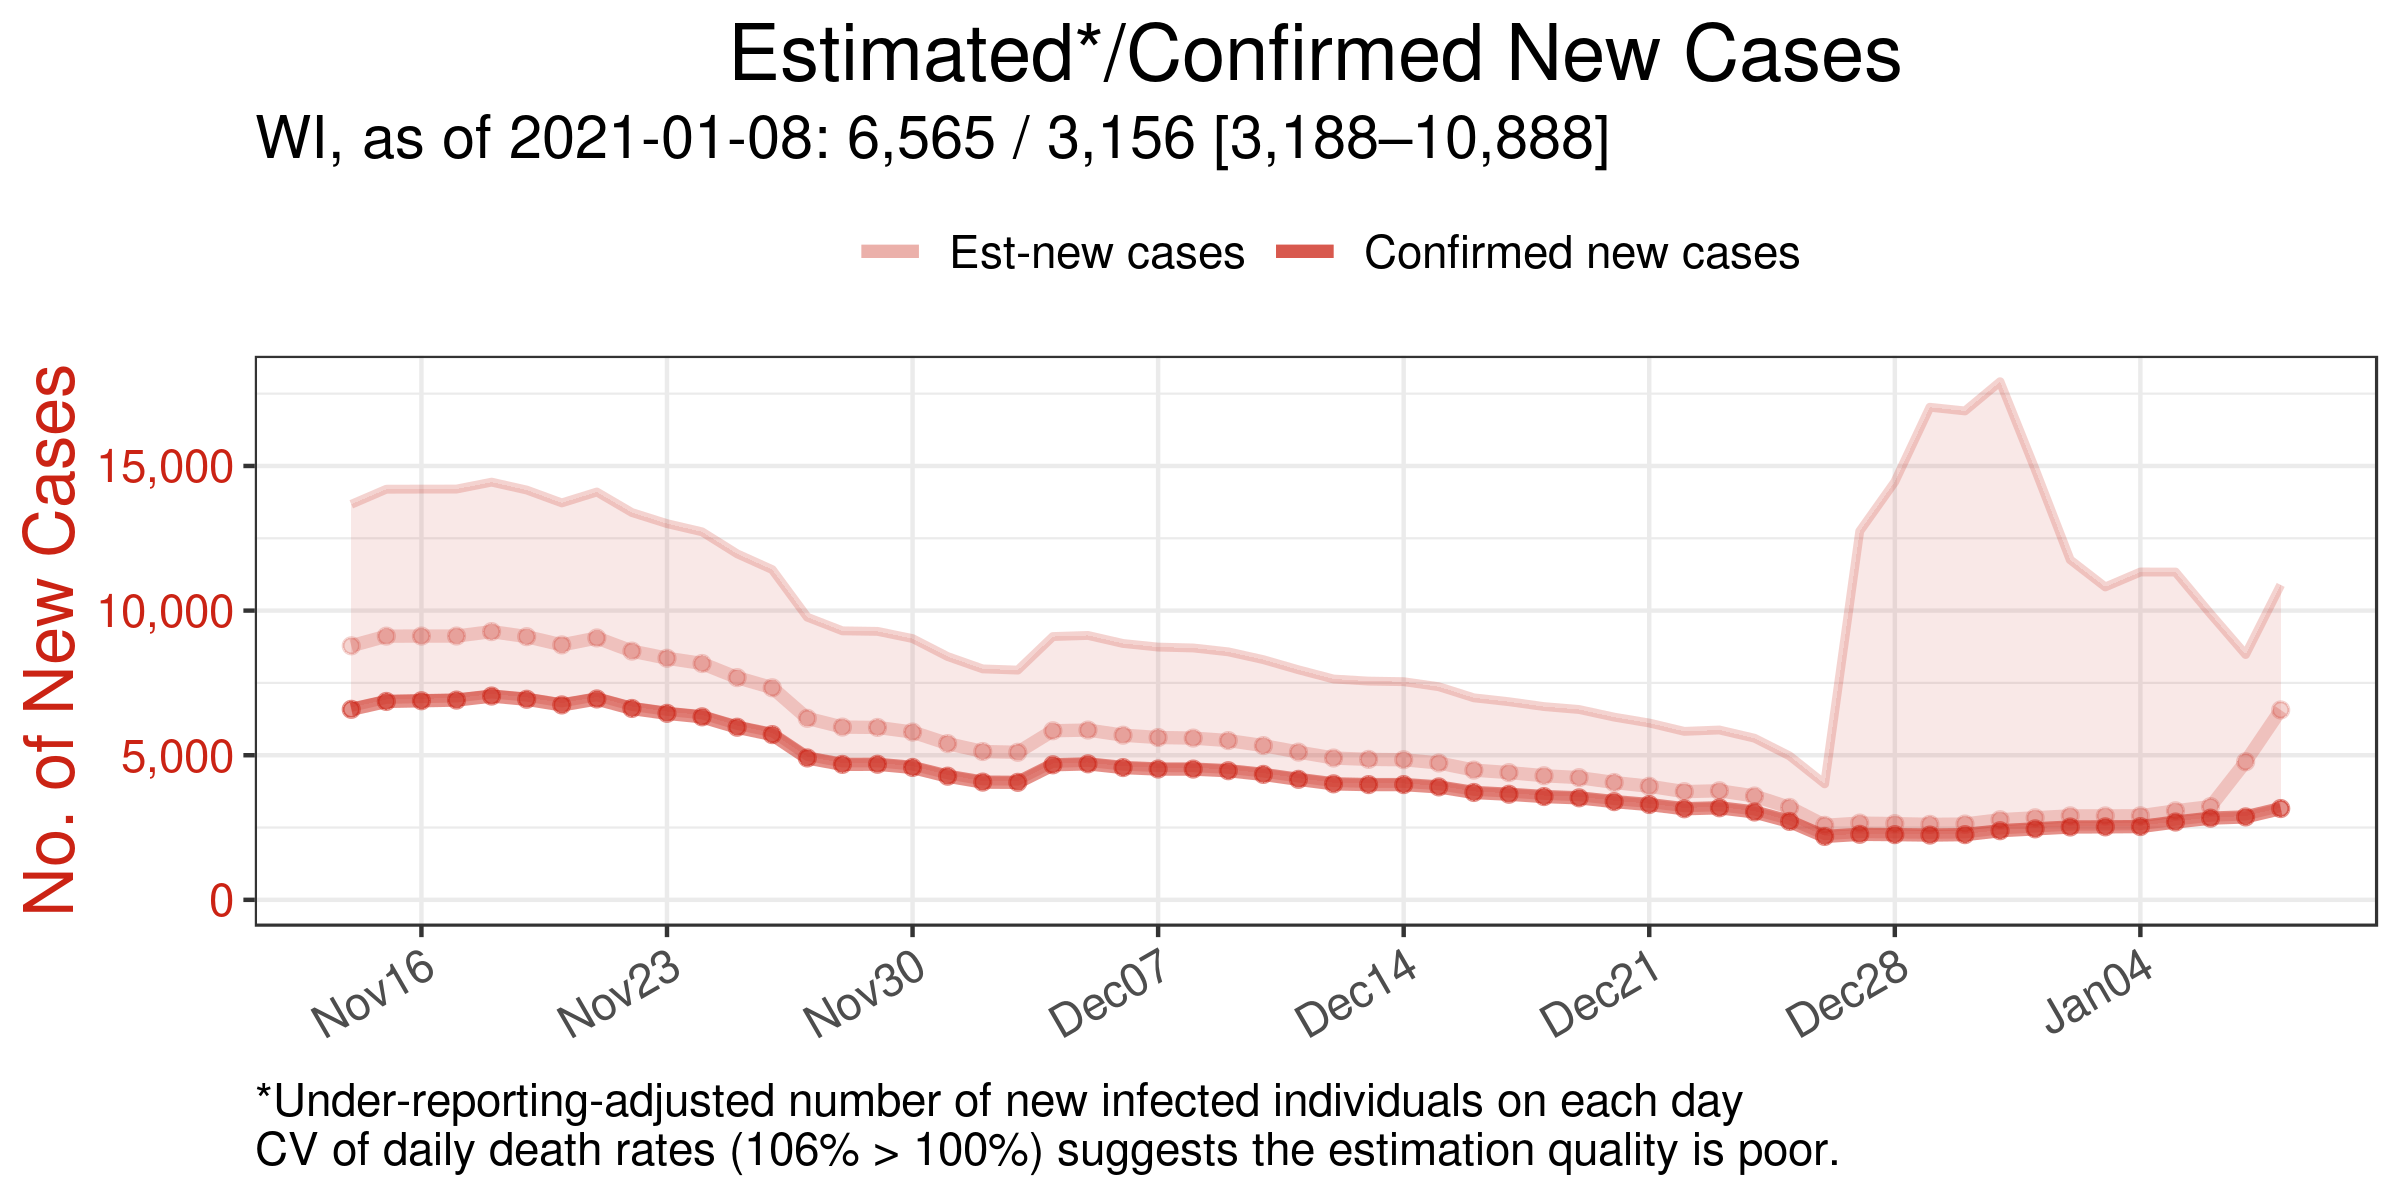 Estimated*/Confirmed New Cases
WI, as of 2021-01-08: 6,565 / 3,156 [3,188–10,888]
Est-new cases
Confirmed new cases
No. of New Cases
15,000
10,000
5,000
0
Nov16
Nov23
Nov30
Dec07
Dec14
Dec21
Dec28
Jan04
*Under-reporting-adjusted number of new infected individuals on each day
CV of daily death rates (106% > 100%) suggests the estimation quality is poor.